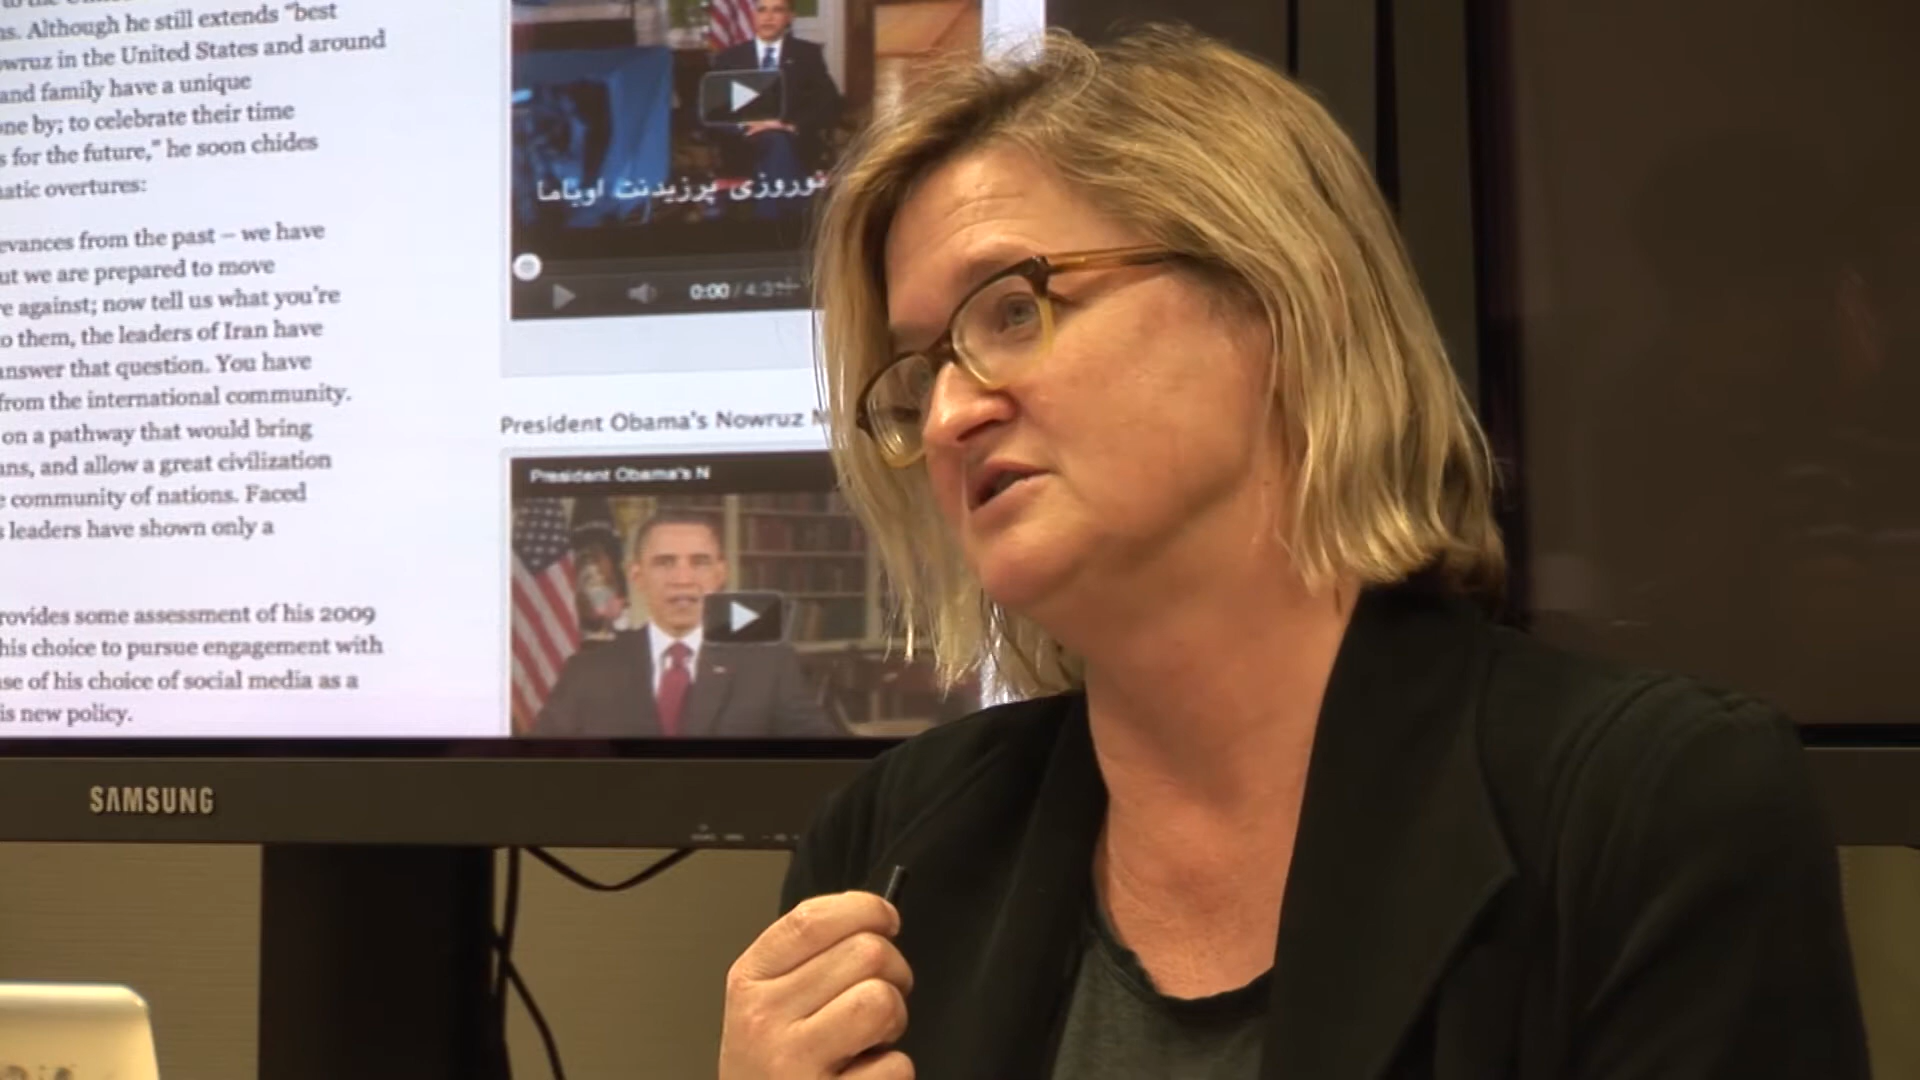 ns. Although he still extends "best
owruz in the United States and around
and family have a unique
one by; to celebrate their time
s for the future," he soon chides
natic overtures:
evances from the past – we have
ut we are prepared to move
e against; now tell us what you're
o them, the leaders of Iran have
answer that question. You have
from the international community.
on a pathway that would bring
ans, and allow a great civilization
e community of nations. Faced
s leaders have shown only a
rovides some assessment of his 2009
his choice to pursue engagement with
se of his choice of social media as a
is new policy.
نوروزی پرزیدنت اوباما
0:00 /
President Obama's Nowruz
President Obama's N
SAMSUNG